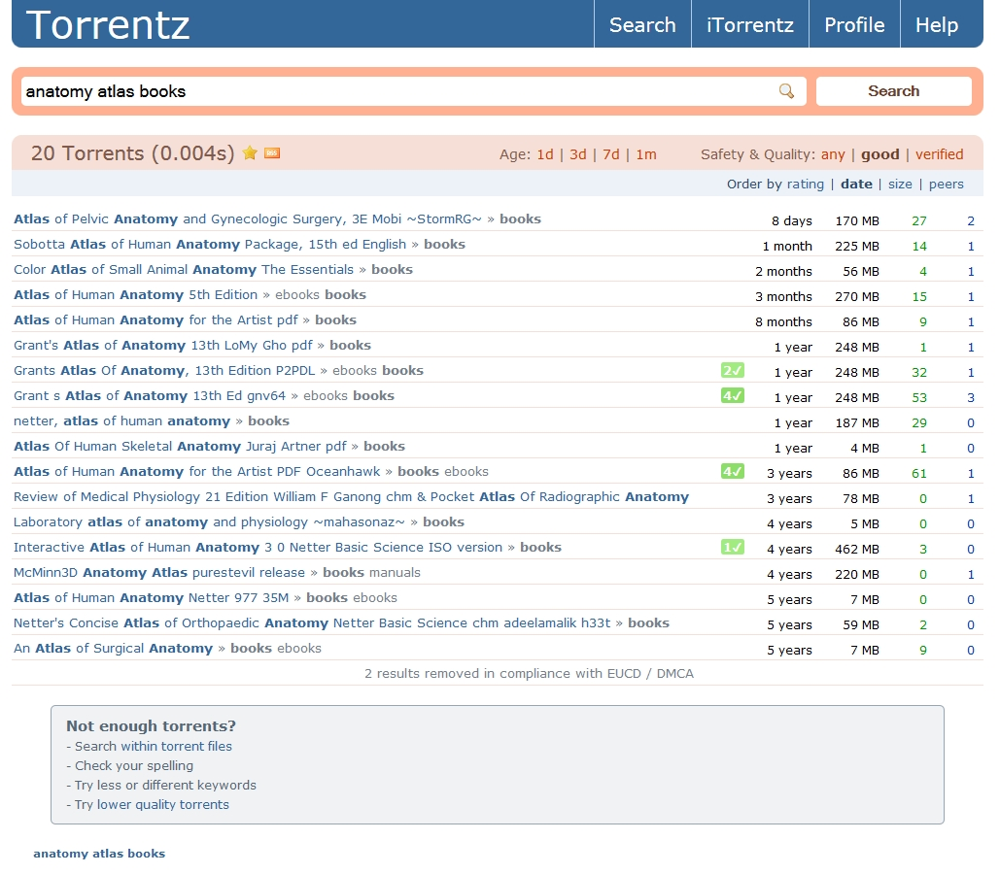 Torrentz Search iTorrentz Profile Help
anatomy atlas books Search
20 Torrents (0.004s) RSS Age: 1d | 3d | 7d | 1m Safety & Quality: any | good | verified
Order by rating | date | size | peers
Atlas of Pelvic Anatomy and Gynecologic Surgery, 3E Mobi ~StormRG~ » books 8 days 170 MB 27 2
Sobotta Atlas of Human Anatomy Package, 15th ed English » books 1 month 225 MB 14 1
Color Atlas of Small Animal Anatomy The Essentials » books 2 months 56 MB 4 1
Atlas of Human Anatomy 5th Edition » ebooks books 3 months 270 MB 15 1
Atlas of Human Anatomy for the Artist pdf » books 8 months 86 MB 9 1
Grant's Atlas of Anatomy 13th LoMy Gho pdf » books 1 year 248 MB 1 1
Grants Atlas Of Anatomy, 13th Edition P2PDL » ebooks books 2✓ 1 year 248 MB 32 1
Grant s Atlas of Anatomy 13th Ed gnv64 » ebooks books 4✓ 1 year 248 MB 53 3
netter, atlas of human anatomy » books 1 year 187 MB 29 0
Atlas Of Human Skeletal Anatomy Juraj Artner pdf » books 1 year 4 MB 1 0
Atlas of Human Anatomy for the Artist PDF Oceanhawk » books ebooks 4✓ 3 years 86 MB 61 1
Review of Medical Physiology 21 Edition William F Ganong chm & Pocket Atlas Of Radiographic Anatomy 3 years 78 MB 0 1
Laboratory atlas of anatomy and physiology ~mahasonaz~ » books 4 years 5 MB 0 0
Interactive Atlas of Human Anatomy 3 0 Netter Basic Science ISO version » books 1✓ 4 years 462 MB 3 0
McMinn3D Anatomy Atlas purestevil release » books manuals 4 years 220 MB 0 1
Atlas of Human Anatomy Netter 977 35M » books ebooks 5 years 7 MB 0 0
Netter's Concise Atlas of Orthopaedic Anatomy Netter Basic Science chm adeelamalik h33t » books 5 years 59 MB 2 0
An Atlas of Surgical Anatomy » books ebooks 5 years 7 MB 9 0
2 results removed in compliance with EUCD / DMCA
Not enough torrents?
- Search within torrent files
- Check your spelling
- Try less or different keywords
- Try lower quality torrents
anatomy atlas books